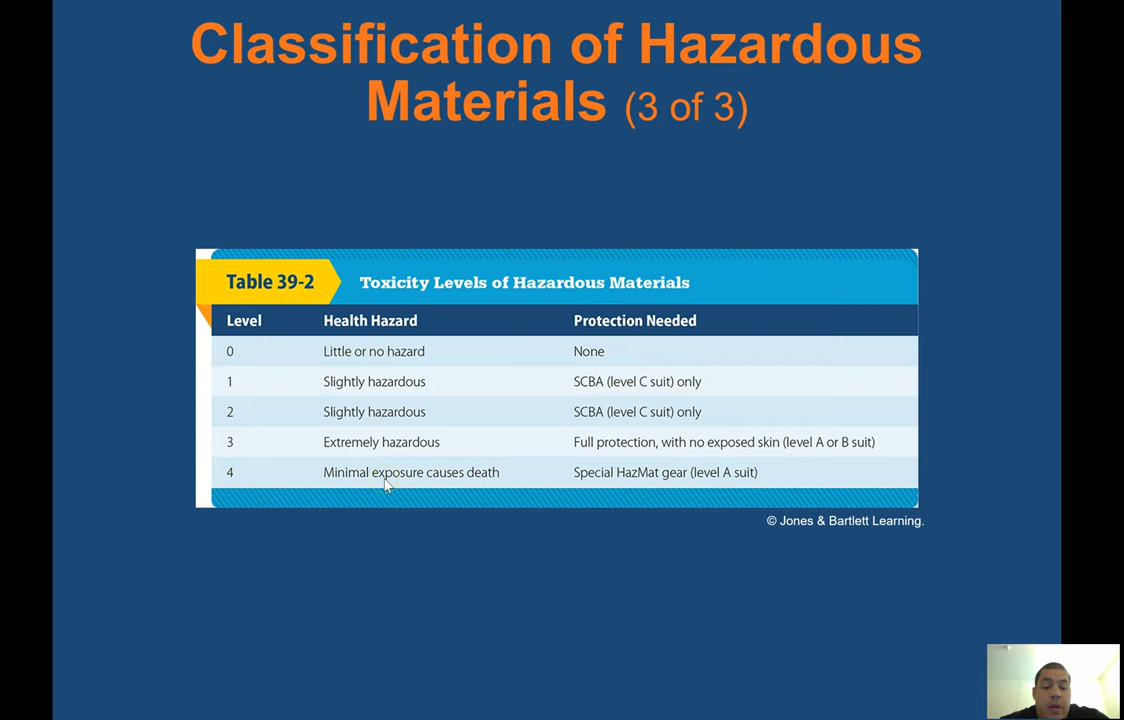 Classification of Hazardous
Materials (3 of 3)
Table 39-2 Toxicity Levels of Hazardous Materials
Level Health Hazard Protection Needed
0 Little or no hazard None
1 Slightly hazardous SCBA (level C suit) only
2 Slightly hazardous SCBA (level C suit) only
3 Extremely hazardous Full protection, with no exposed skin (level A or B suit)
4 Minimal exposure causes death Special HazMat gear (level A suit)
© Jones & Bartlett Learning.